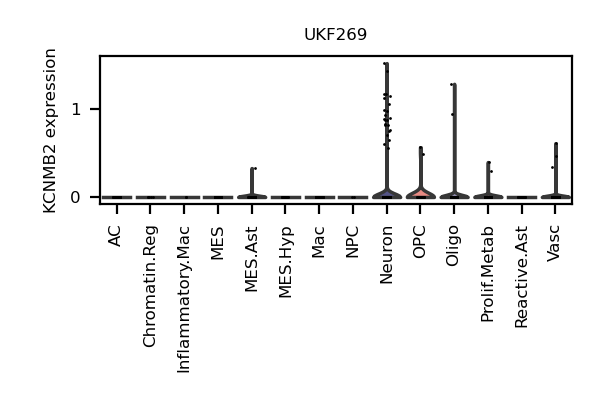 UKF269
KCNMB2 expression
1
0
AC
Chromatin.Reg
Inflammatory.Mac
MES
MES.Ast
MES.Hyp
Mac
NPC
Neuron
OPC
Oligo
Prolif.Metab
Reactive.Ast
Vasc